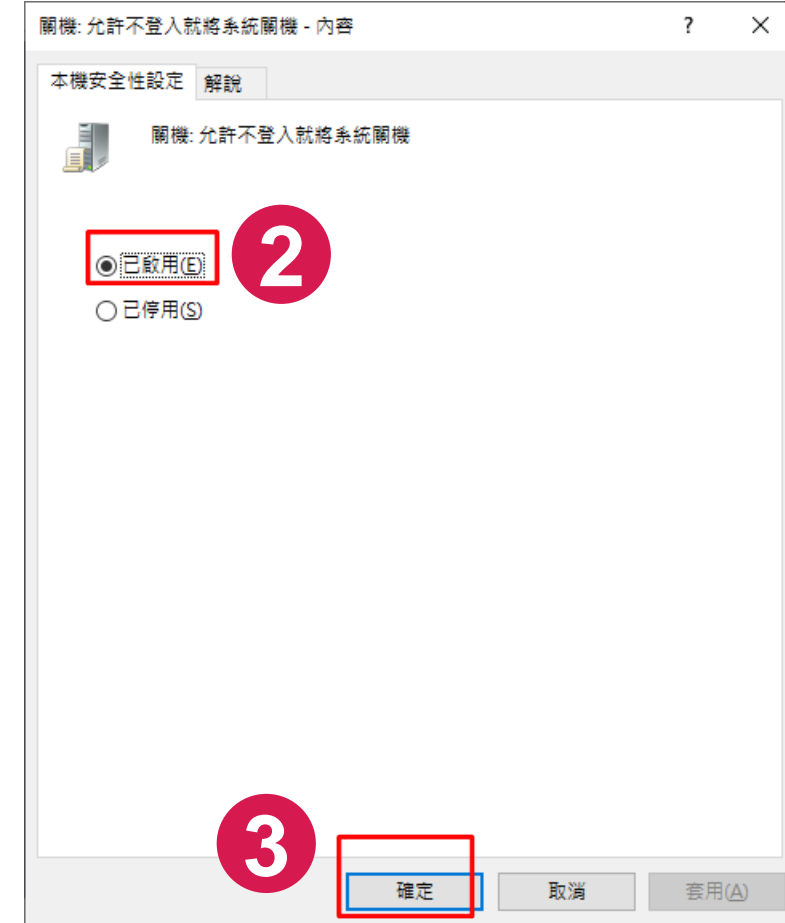 關機: 允許不登入就將系統關機 - 內容 ? ×
本機安全性設定 解說
關機: 允許不登入就將系統關機
已啟用(E) 2
已停用(S)
3
確定 取消 套用(A)